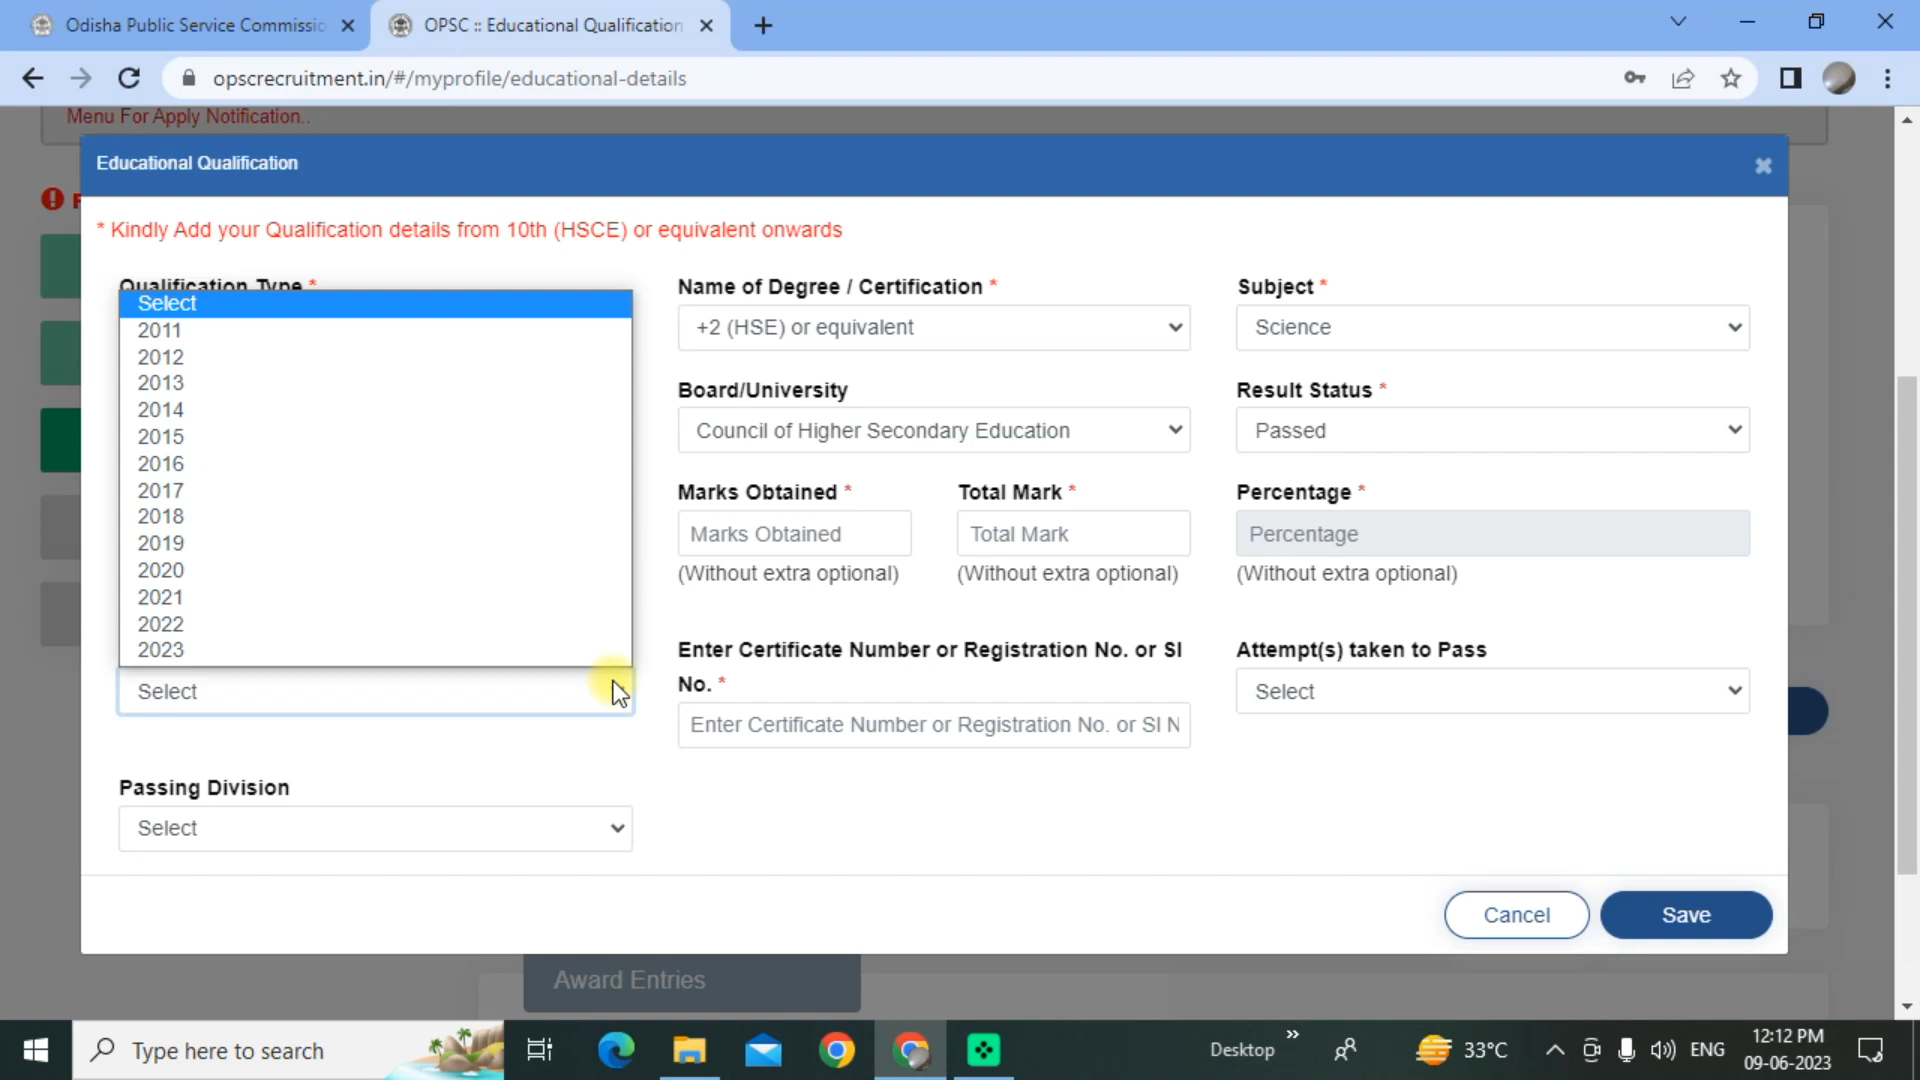 Odisha Public Service Commissio
OPSC :: Educational Qualification
opscrecruitment.in/#/myprofile/educational-details
Menu For Apply Notification..
Educational Qualification
* Kindly Add your Qualification details from 10th (HSCE) or equivalent onwards
Qualification Type *
Select
2011
2012
2013
2014
2015
2016
2017
2018
2019
2020
2021
2022
2023
Select
Name of Degree / Certification *
+2 (HSE) or equivalent
Subject *
Science
Board/University
Council of Higher Secondary Education
Result Status *
Passed
Marks Obtained *
Marks Obtained
(Without extra optional)
Total Mark *
Total Mark
(Without extra optional)
Percentage *
Percentage
(Without extra optional)
Enter Certificate Number or Registration No. or SI
No. *
Enter Certificate Number or Registration No. or SI N
Attempt(s) taken to Pass
Select
Passing Division
Select
Cancel
Save
Award Entries
Type here to search
Desktop
33°C
ENG
12:12 PM
09-06-2023